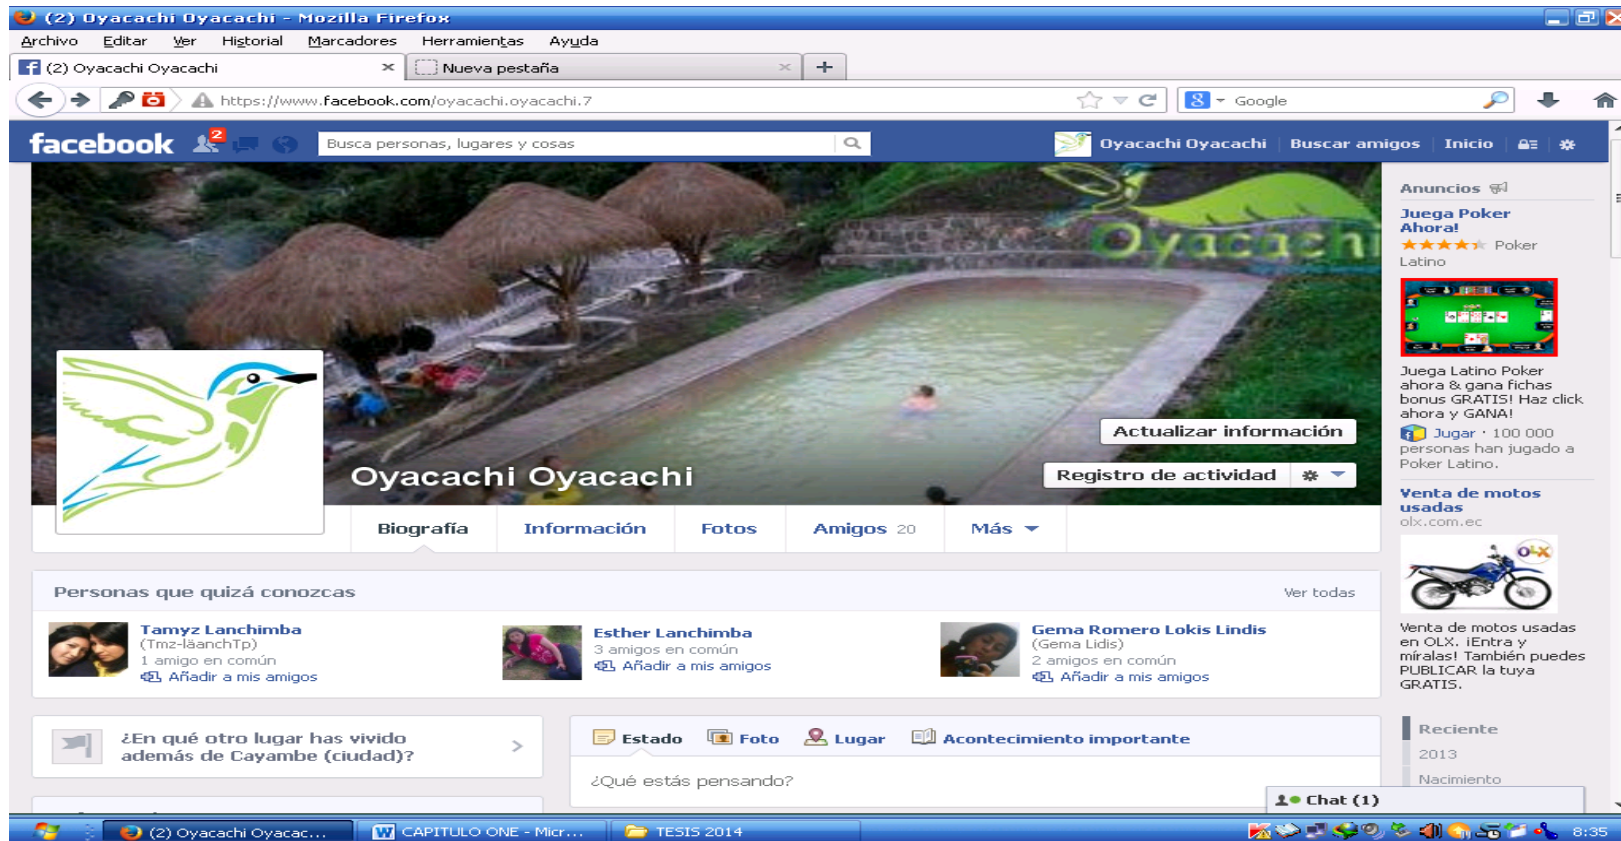 (2) Oyacachi Oyacachi - Mozilla Firefox
Archivo Editar Ver Historial Marcadores Herramientas Ayuda
(2) Oyacachi Oyacachi
Nueva pestaña
https://www.facebook.com/oyacachi.oyacachi.7
Google
facebook
2
Busca personas, lugares y cosas
Oyacachi Oyacachi
Buscar amigos
Inicio
Oyacachi
Actualizar información
Oyacachi Oyacachi
Registro de actividad
Biografía
Información
Fotos
Amigos 20
Más
Personas que quizá conozcas
Ver todas
Tamyz Lanchimba
(Tmz-läanchTp)
1 amigo en común
Añadir a mis amigos
Esther Lanchimba
3 amigos en común
Añadir a mis amigos
Gema Romero Lokis Lindis
(Gema Lidis)
2 amigos en común
Añadir a mis amigos
¿En qué otro lugar has vivido
además de Cayambe (ciudad)?
Estado
Foto
Lugar
Acontecimiento importante
¿Qué estás pensando?
Anuncios
Juega Poker
Ahora!
Poker
Latino
Juega Latino Poker
ahora & gana fichas
bonus GRATIS! Haz click
ahora y GANA!
Jugar · 100 000
personas han jugado a
Poker Latino.
Venta de motos
usadas
olx.com.ec
OLX
Venta de motos usadas
en OLX. ¡Entra y
míralas! También puedes
PUBLICAR la tuya
GRATIS.
Reciente
2013
Nacimiento
Chat (1)
(2) Oyacachi Oyacac...
CAPITULO ONE - Micr...
TESIS 2014
8:35